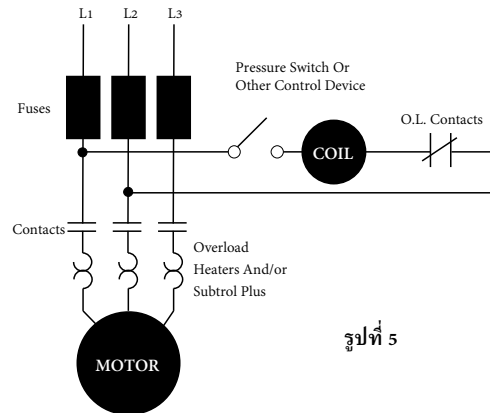 L1 L2 L3
Pressure Switch Or
Other Control Device
Fuses
O.L. Contacts
COIL
Contacts
Overload
Heaters And/or
Subtrol Plus
MOTOR
รูปที่ 5